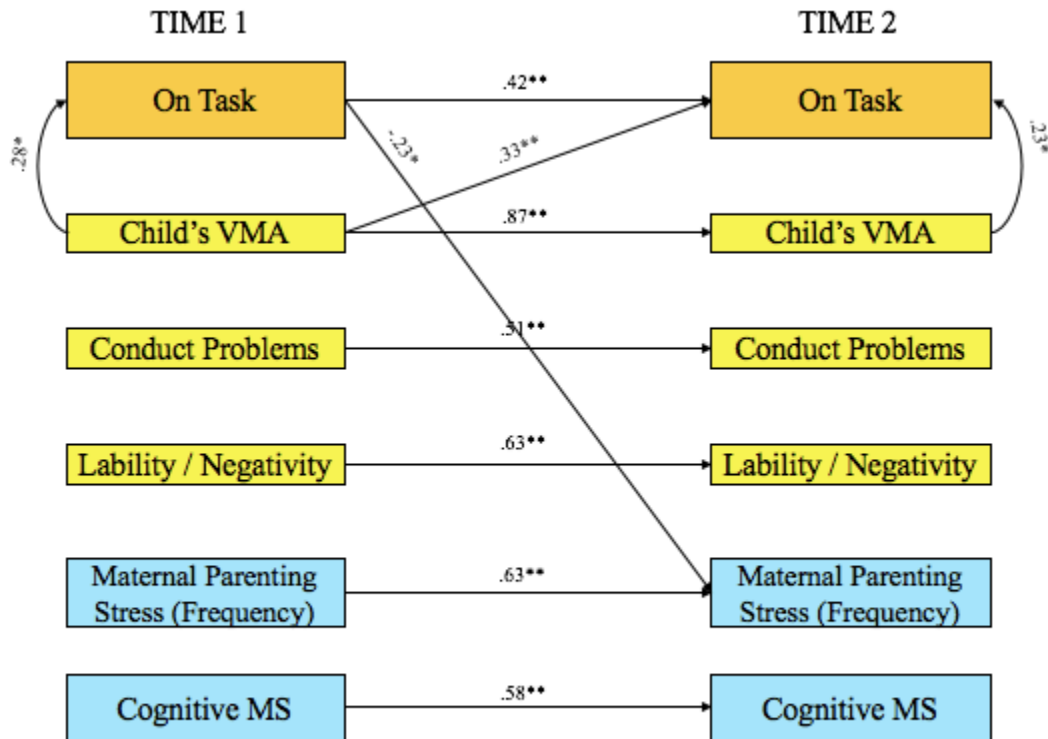 TIME 1
TIME 2
On Task
.42**
On Task
.28*
-.23*
.33**
.23*
Child's VMA
.87**
Child's VMA
Conduct Problems
.51**
Conduct Problems
Lability / Negativity
.63**
Lability / Negativity
Maternal Parenting
Stress (Frequency)
.63**
Maternal Parenting
Stress (Frequency)
Cognitive MS
.58**
Cognitive MS